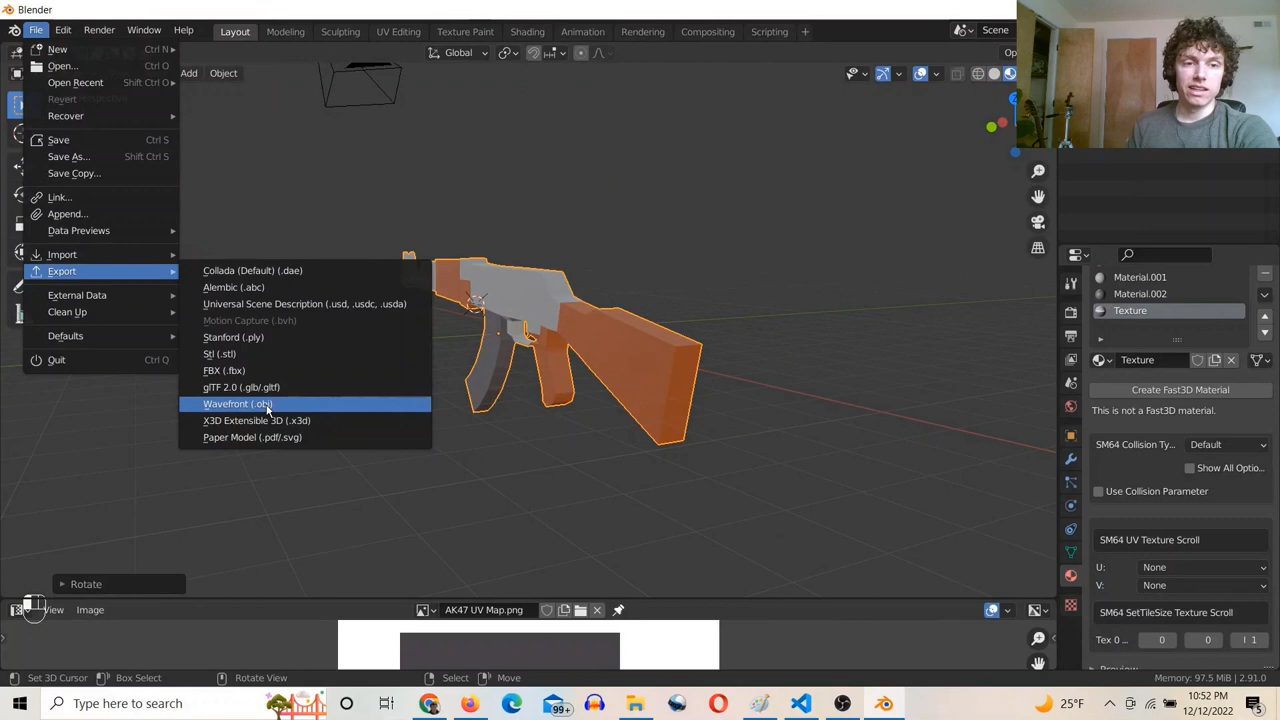 Blender
File Edit Render Window Help Layout Modeling Sculpting UV Editing Texture Paint Shading Animation Rendering Compositing Scripting + Scene
New Ctrl N
Open... Ctrl O
Open Recent Shift Ctrl O
Revert
Recover
Save Ctrl S
Save As... Shift Ctrl S
Save Copy...
Link...
Append...
Data Previews
Import
Export
External Data
Clean Up
Defaults
Quit Ctrl Q
Global
Add Object
Collada (Default) (.dae)
Alembic (.abc)
Universal Scene Description (.usd, .usdc, .usda)
Motion Capture (.bvh)
Stanford (.ply)
Stl (.stl)
FBX (.fbx)
glTF 2.0 (.glb/.gltf)
Wavefront (.obj)
X3D Extensible 3D (.x3d)
Paper Model (.pdf/.svg)
Material.001
Material.002
Texture
Texture
Create Fast3D Material
This is not a Fast3D material.
SM64 Collision Ty... Default
Show All Optio...
Use Collision Parameter
SM64 UV Texture Scroll
U: None
V: None
SM64 SetTileSize Texture Scroll
Tex 0 ... 0 0 1
Rotate
View Image AK47 UV Map.png
Set 3D Cursor Box Select Rotate View Select Move Memory: 97.5 MiB | 2.91.0
Type here to search 99+ 25°F 10:52 PM
12/12/2022 5